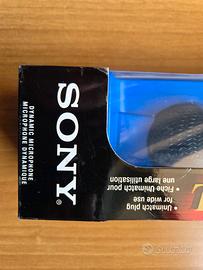 SONY
DYNAMIC MICROPHONE
MICROPHONE DYNAMIQUE
• Unimatch plug
for wide use
• Fiche Unimatch pour
une large utilisation